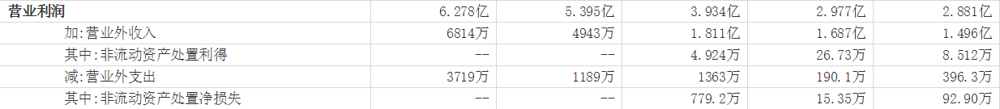 营业利润 6.278亿 5.395亿 3.934亿 2.977亿 2.881亿
加:营业外收入 6814万 4943万 1.811亿 1.687亿 1.496亿
其中:非流动资产处置利得 -- -- 4.924万 26.73万 8.512万
减:营业外支出 3719万 1189万 1363万 190.1万 396.3万
其中:非流动资产处置净损失 -- -- 779.2万 15.35万 92.90万